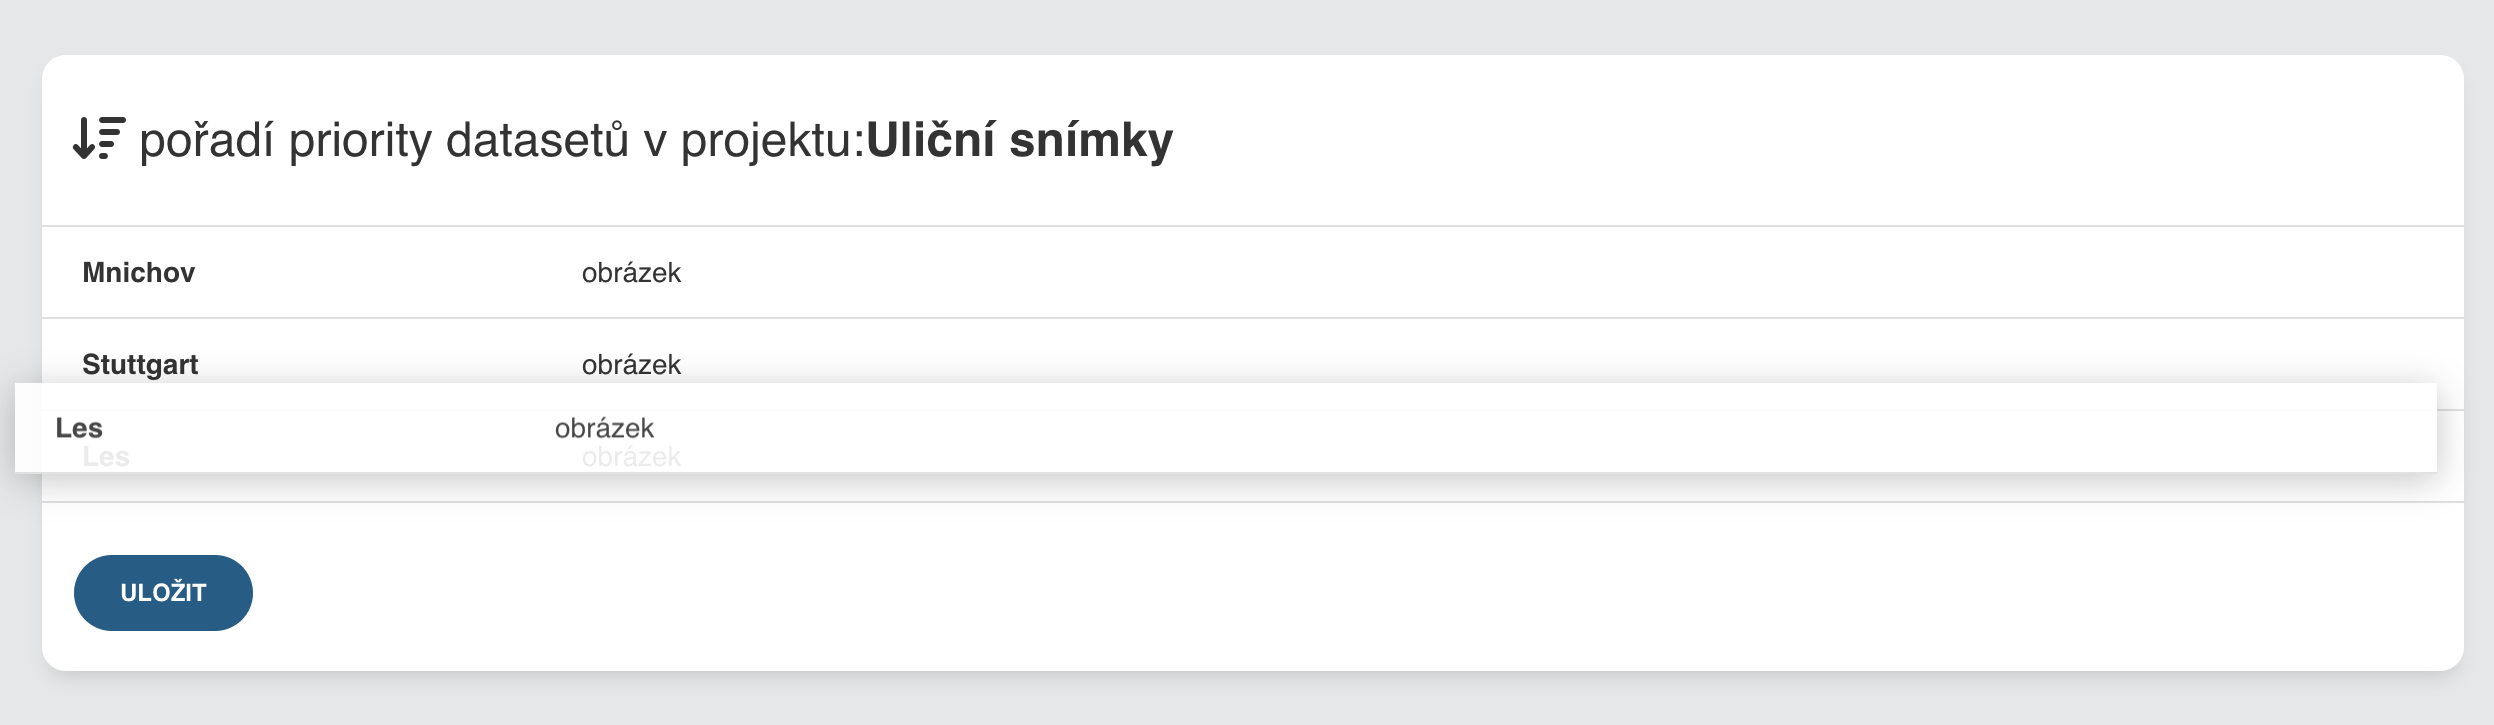 pořadí priority datasetů v projektu:Uliční snímky
Mnichov obrázek
Stuttgart obrázek
Les obrázek
Les obrázek
ULOŽIT